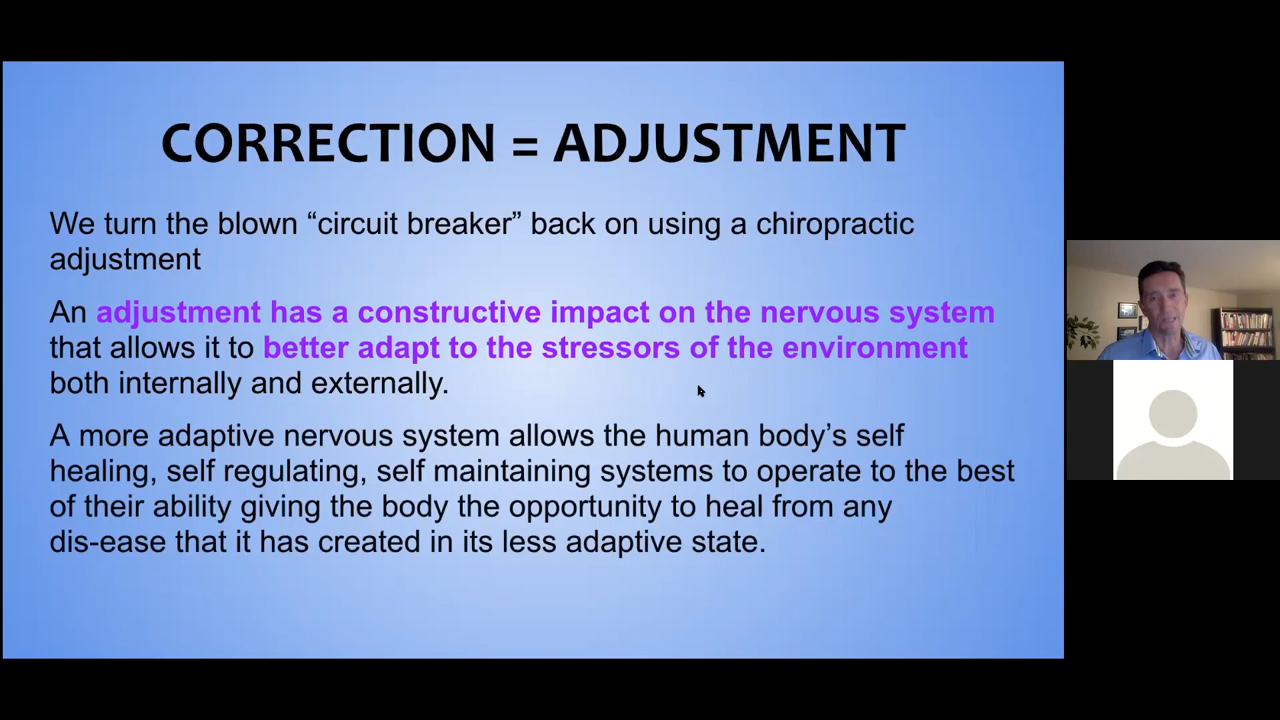 CORRECTION = ADJUSTMENT
We turn the blown “circuit breaker” back on using a chiropractic
adjustment
An adjustment has a constructive impact on the nervous system
that allows it to better adapt to the stressors of the environment
both internally and externally.
A more adaptive nervous system allows the human body’s self
healing, self regulating, self maintaining systems to operate to the best
of their ability giving the body the opportunity to heal from any
dis-ease that it has created in its less adaptive state.